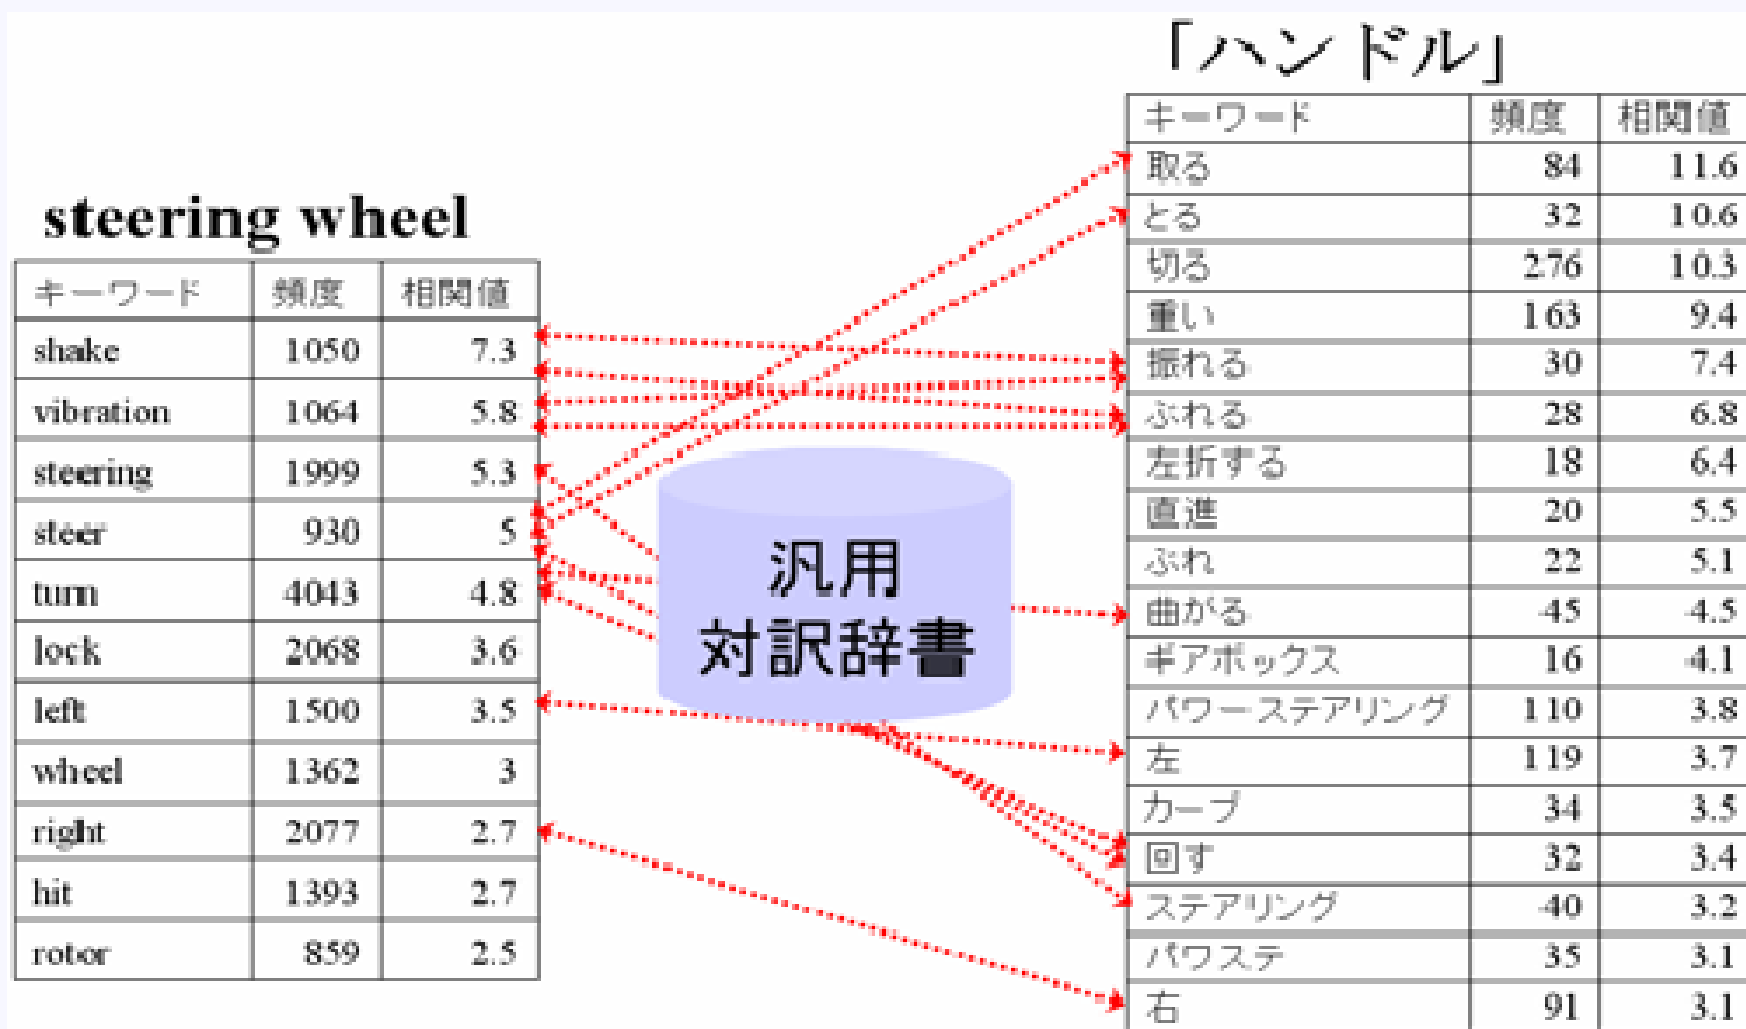 「ハンドル」
steering wheel
キーワード 頻度 相関値
shake 1050 7.3
vibration 1064 5.8
steering 1999 5.3
steer 930 5
turn 4043 4.8
lock 2068 3.6
left 1500 3.5
wheel 1362 3
right 2077 2.7
hit 1393 2.7
rotor 859 2.5
汎用
対訳辞書
キーワード 頻度 相関値
取る 84 11.6
とる 32 10.6
切る 276 10.3
重い 163 9.4
振れる 30 7.4
ぶれる 28 6.8
左折する 18 6.4
直進 20 5.5
ぶれ 22 5.1
曲がる 45 4.5
ギアボックス 16 4.1
パワーステアリング 110 3.8
左 119 3.7
カーブ 34 3.5
回す 32 3.4
ステアリング 40 3.2
パワステ 35 3.1
右 91 3.1